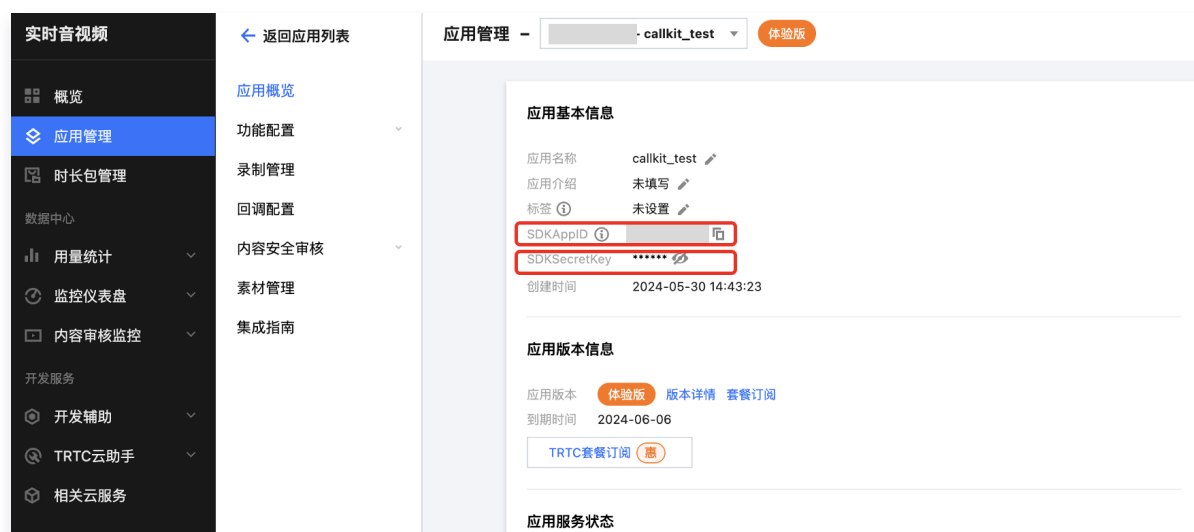 实时音视频
概览
应用管理
时长包管理
数据中心
用量统计
监控仪表盘
内容审核监控
开发服务
开发辅助
TRTC云助手
相关云服务
← 返回应用列表
应用概览
功能配置
录制管理
回调配置
内容安全审核
素材管理
集成指南
应用管理 – - callkit_test 体验版
应用基本信息
应用名称 callkit_test
应用介绍 未填写
标签 未设置
SDKAppID
SDKSecretKey ******
创建时间 2024-05-30 14:43:23
应用版本信息
应用版本 体验版 版本详情 套餐订阅
到期时间 2024-06-06
TRTC套餐订阅 惠
应用服务状态